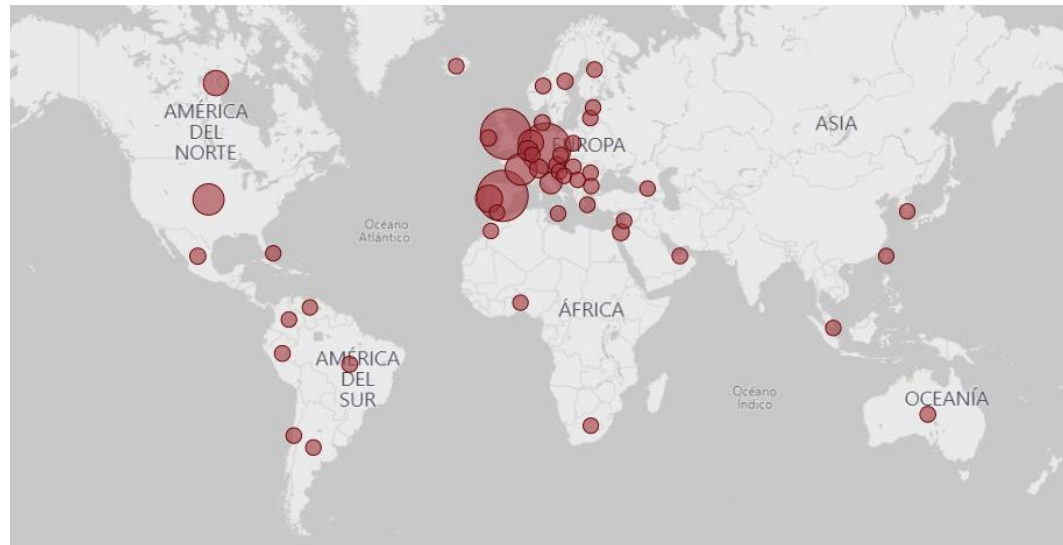 AMÉRICA
DEL
NORTE
EUROPA
ASIA
Océano
Atlántico
ÁFRICA
AMÉRICA
DEL
SUR
Océano
Índico
OCEANÍA